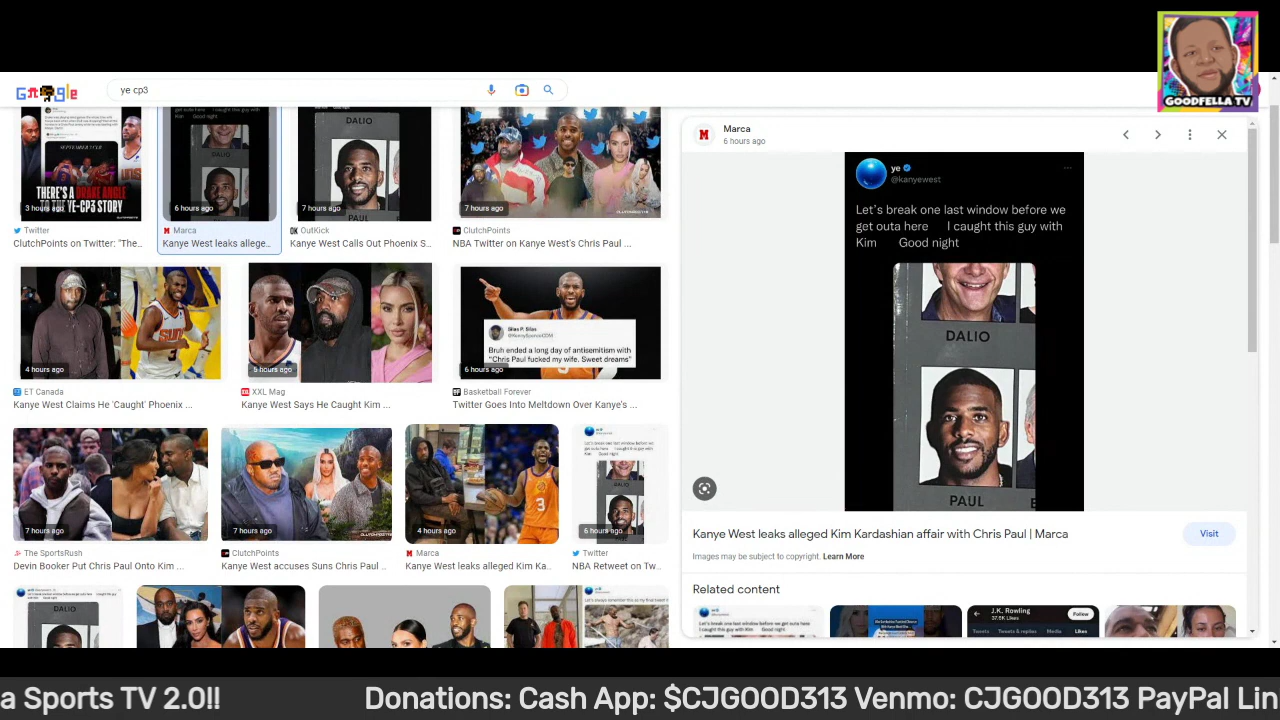 GOODFELLA TV
Google
ye cp3
3 hours ago
Twitter
ClutchPoints on Twitter: "The...
DALIO
6 hours ago
Marca
Kanye West leaks allege...
DALIO
PAUL
7 hours ago
OutKick
Kanye West Calls Out Phoenix S...
7 hours ago
ClutchPoints
NBA Twitter on Kanye West's Chris Paul ...
SEPTEMBER
THERE'S A DRAKE ANGLE
TO THE YE-CP3 STORY
4 hours ago
ET Canada
Kanye West Claims He 'Caught' Phoenix ...
5 hours ago
XXL Mag
Kanye West Says He Caught Kim ...
Bruh ended a long day of antisemitism with
"Chris Paul fucked my wife. Sweet dreams"
6 hours ago
Basketball Forever
Twitter Goes Into Meltdown Over Kanye's ...
7 hours ago
The SportsRush
Devin Booker Put Chris Paul Onto Kim ...
7 hours ago
ClutchPoints
Kanye West accuses Suns Chris Paul ...
4 hours ago
Marca
Kanye West leaks alleged Kim Ka...
6 hours ago
Twitter
NBA Retweet on Tw...
Marca
6 hours ago
ye
@kanyewest
Let's break one last window before we
get outa here I caught this guy with
Kim Good night
DALIO
PAUL
Kanye West leaks alleged Kim Kardashian affair with Chris Paul | Marca
Visit
Images may be subject to copyright. Learn More
Related content
J.K. Rowling
37.6K Likes
Follow
Tweets Tweets & replies Media Likes
a Sports TV 2.0!! Donations: Cash App: $CJGOOD313 Venmo: CJGOOD313 PayPal Lin